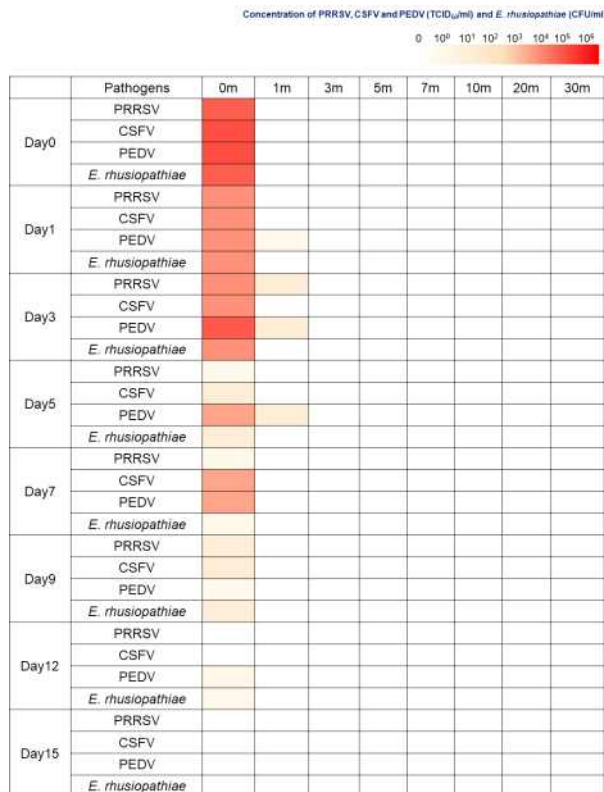 Concentration of PRRSV, CSFV and PEDV (TCID₅₀/ml) and E. rhusiopathiae (CFU/ml
0 10⁰ 10¹ 10² 10³ 10⁴ 10⁵ 10⁶
Pathogens 0m 1m 3m 5m 7m 10m 20m 30m
Day0
PRRSV
CSFV
PEDV
E. rhusiopathiae
Day1
PRRSV
CSFV
PEDV
E. rhusiopathiae
Day3
PRRSV
CSFV
PEDV
E. rhusiopathiae
Day5
PRRSV
CSFV
PEDV
E. rhusiopathiae
Day7
PRRSV
CSFV
PEDV
E. rhusiopathiae
Day9
PRRSV
CSFV
PEDV
E. rhusiopathiae
Day12
PRRSV
CSFV
PEDV
E. rhusiopathiae
Day15
PRRSV
CSFV
PEDV
E. rhusiopathiae